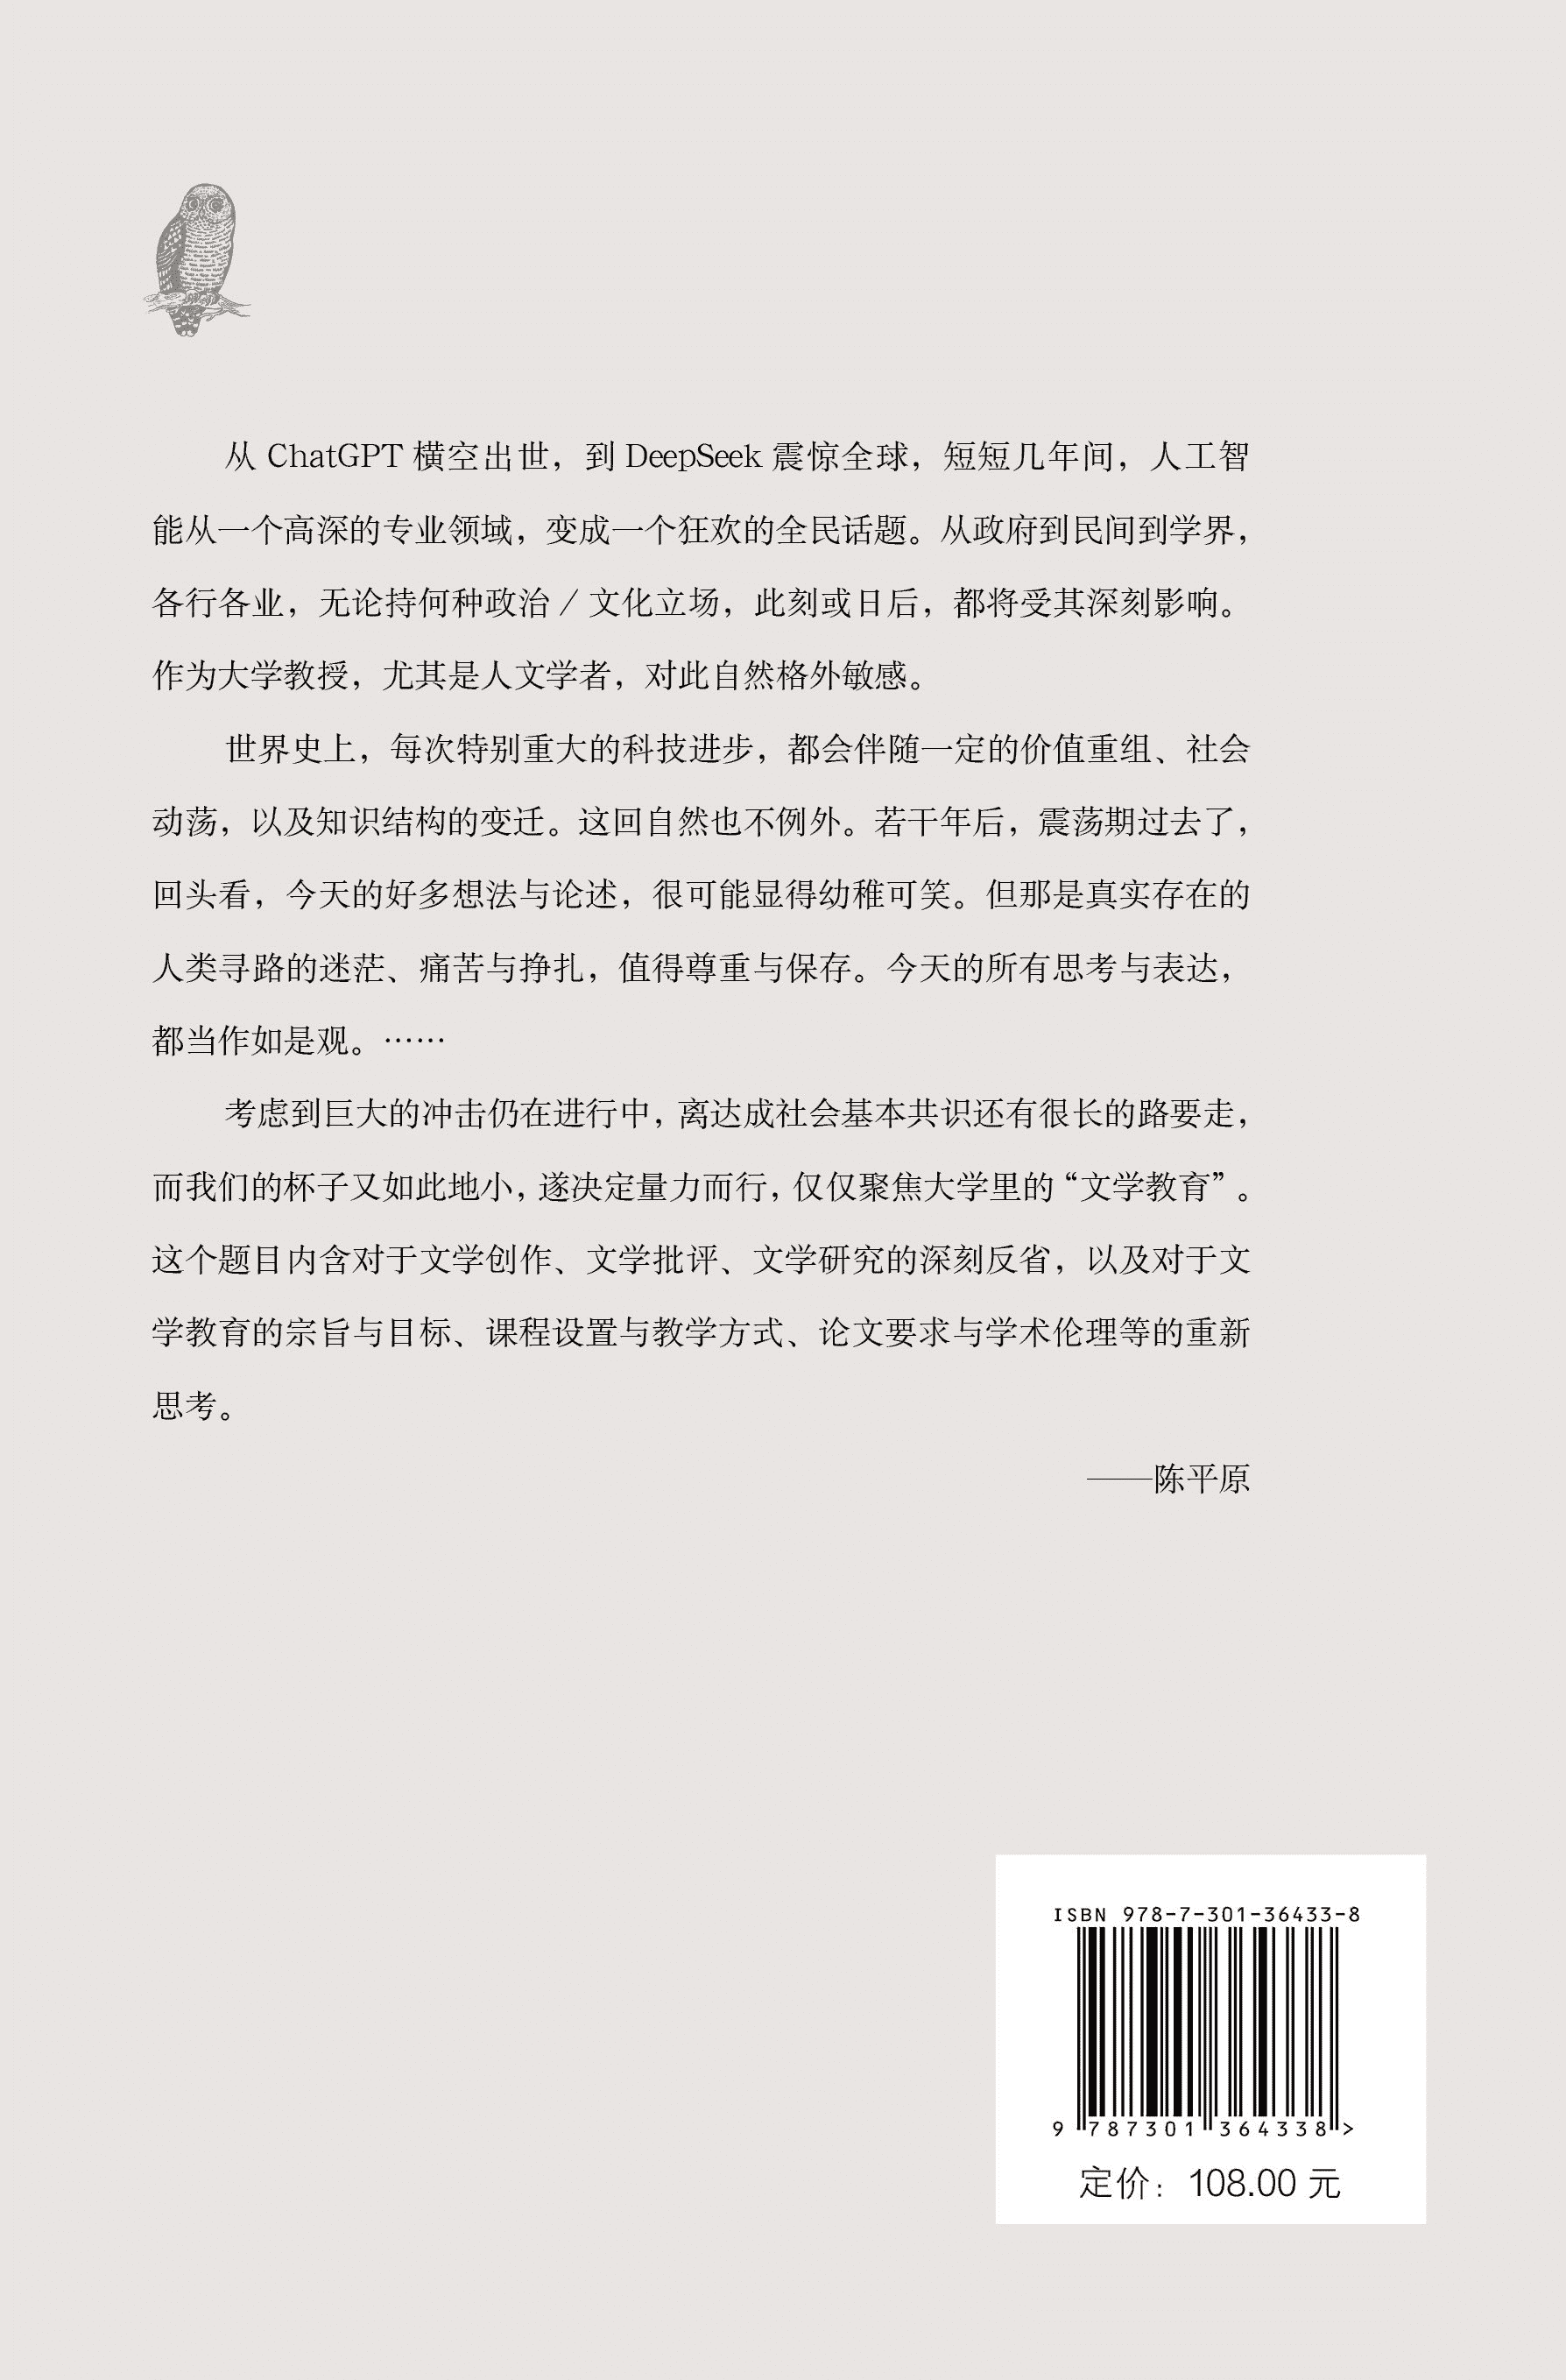 从 ChatGPT 横空出世，到 DeepSeek 震惊全球，短短几年间，人工智
能从一个高深的专业领域，变成一个狂欢的全民话题。从政府到民间到学界，
各行各业，无论持何种政治 / 文化立场，此刻或日后，都将受其深刻影响。
作为大学教授，尤其是人文学者，对此自然格外敏感。
世界史上，每次特别重大的科技进步，都会伴随一定的价值重组、社会
动荡，以及知识结构的变迁。这回自然也不例外。若干年后，震荡期过去了，
回头看，今天的好多想法与论述，很可能显得幼稚可笑。但那是真实存在的
人类寻路的迷茫、痛苦与挣扎，值得尊重与保存。今天的所有思考与表达，
都当作如是观。……
考虑到巨大的冲击仍在进行中，离达成社会基本共识还有很长的路要走，
而我们的杯子又如此地小，遂决定量力而行，仅仅聚焦大学里的“文学教育”。
这个题目内含对于文学创作、文学批评、文学研究的深刻反省，以及对于文
学教育的宗旨与目标、课程设置与教学方式、论文要求与学术伦理等的重新
思考。
——陈平原
ISBN 978-7-301-36433-8
9 787301 364338 >
定价：108.00 元